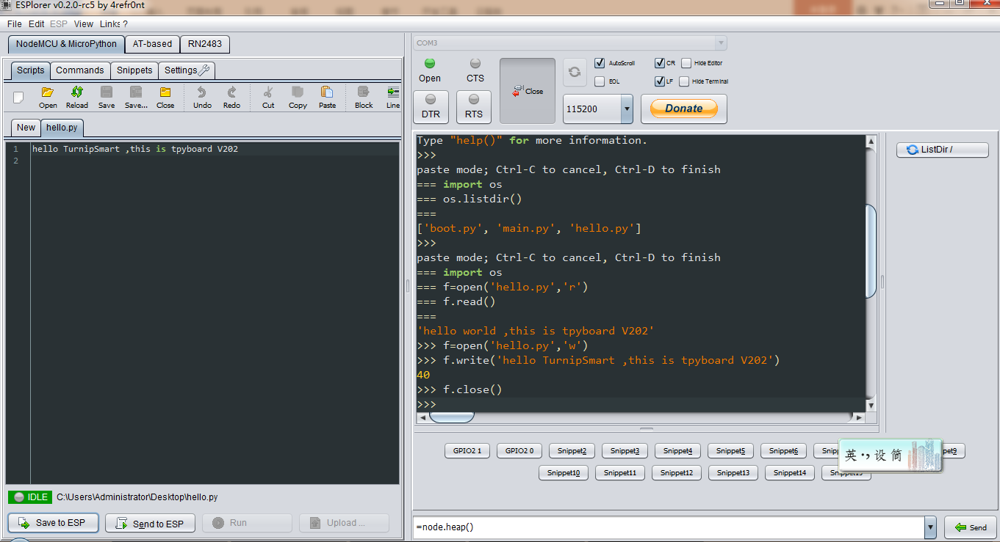 ESPlorer v0.2.0-rc5 by 4refr0nt
File Edit ESP View Links ?
NodeMCU & MicroPython AT-based RN2483
Scripts Commands Snippets Settings
Open Reload Save Save... Close Undo Redo Cut Copy Paste Block Line
New hello.py
1 hello TurnipSmart ,this is tpyboard V202
2
IDLE C:\Users\Administrator\Desktop\hello.py
Save to ESP Send to ESP Run Upload ...
COM3
Open CTS
DTR RTS
Close
AutoScroll CR Hide Editor
EOL LF Hide Terminal
115200 Donate
Type "help()" for more information.
>>>
paste mode; Ctrl-C to cancel, Ctrl-D to finish
=== import os
=== os.listdir()
===
['boot.py', 'main.py', 'hello.py']
>>>
paste mode; Ctrl-C to cancel, Ctrl-D to finish
=== import os
=== f=open('hello.py','r')
=== f.read()
===
'hello world ,this is tpyboard V202'
>>> f=open('hello.py','w')
>>> f.write('hello TurnipSmart ,this is tpyboard V202')
40
>>> f.close()
>>>
ListDir /
GPIO2 1 GPIO2 0 Snippet2 Snippet3 Snippet4 Snippet5 Snippet6
英 设 简
Snippet10 Snippet11 Snippet12 Snippet13 Snippet14
=node.heap()
Send